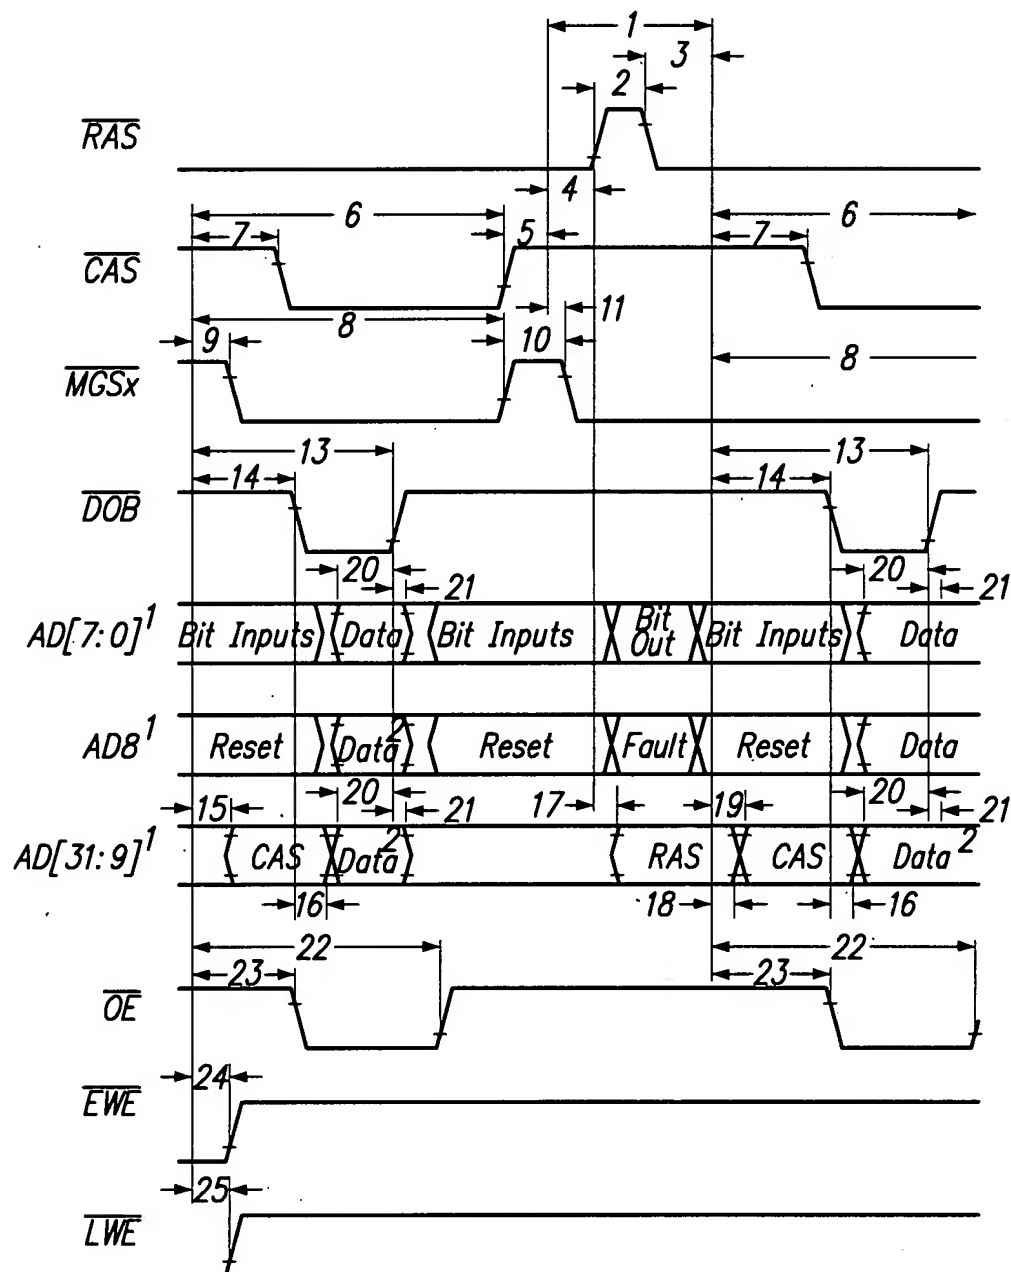 1
3
2
RAS
4
6 6
7 5 7
CAS
11
8
9 10 8
MGSx
13 13
14 14
DOB
20 20
21 21
AD[7:0]¹ Bit Inputs Data Bit Inputs Bit Out Bit Inputs Data
AD8¹ Reset Data² Reset Fault Reset Data
20 20
15 21 17 19 21
AD[31:9]¹ CAS Data² RAS CAS Data²
16 18 16
22 22
23 23
OE
24
EWE
25
LWE